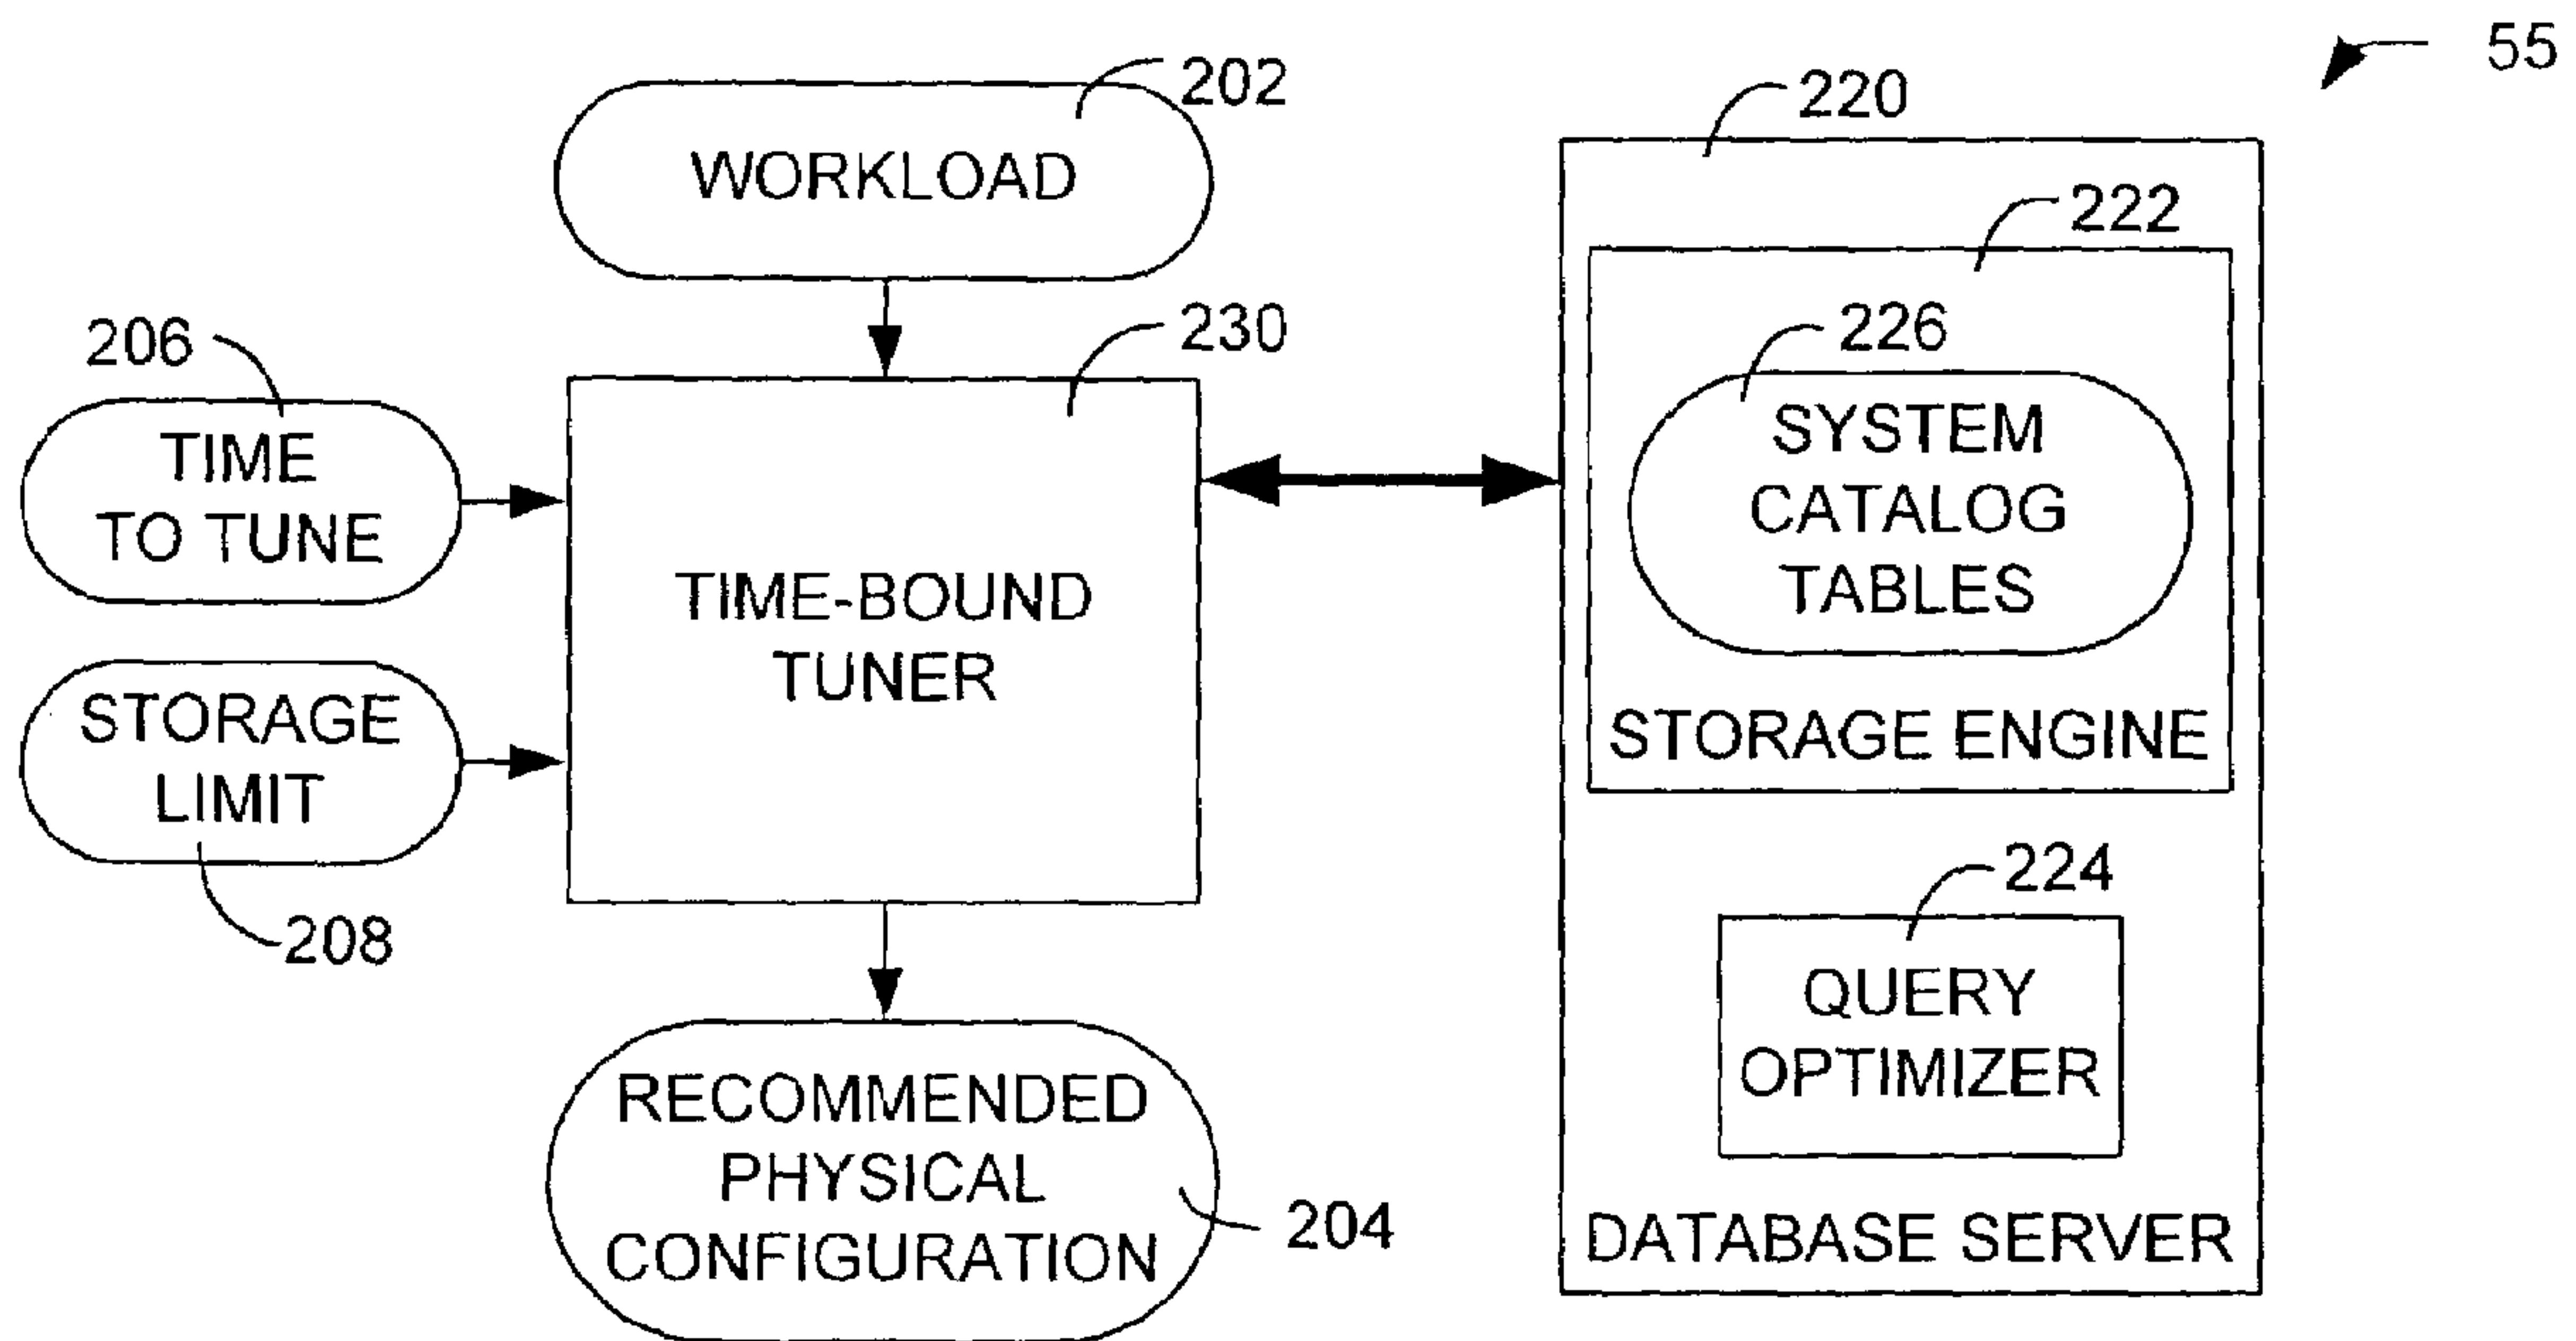 55
202
WORKLOAD
220
222
206
230
226
TIME
TO TUNE
SYSTEM
CATALOG
TABLES
TIME-BOUND
TUNER
STORAGE
LIMIT
STORAGE ENGINE
208
224
QUERY
OPTIMIZER
RECOMMENDED
PHYSICAL
CONFIGURATION
204
DATABASE SERVER